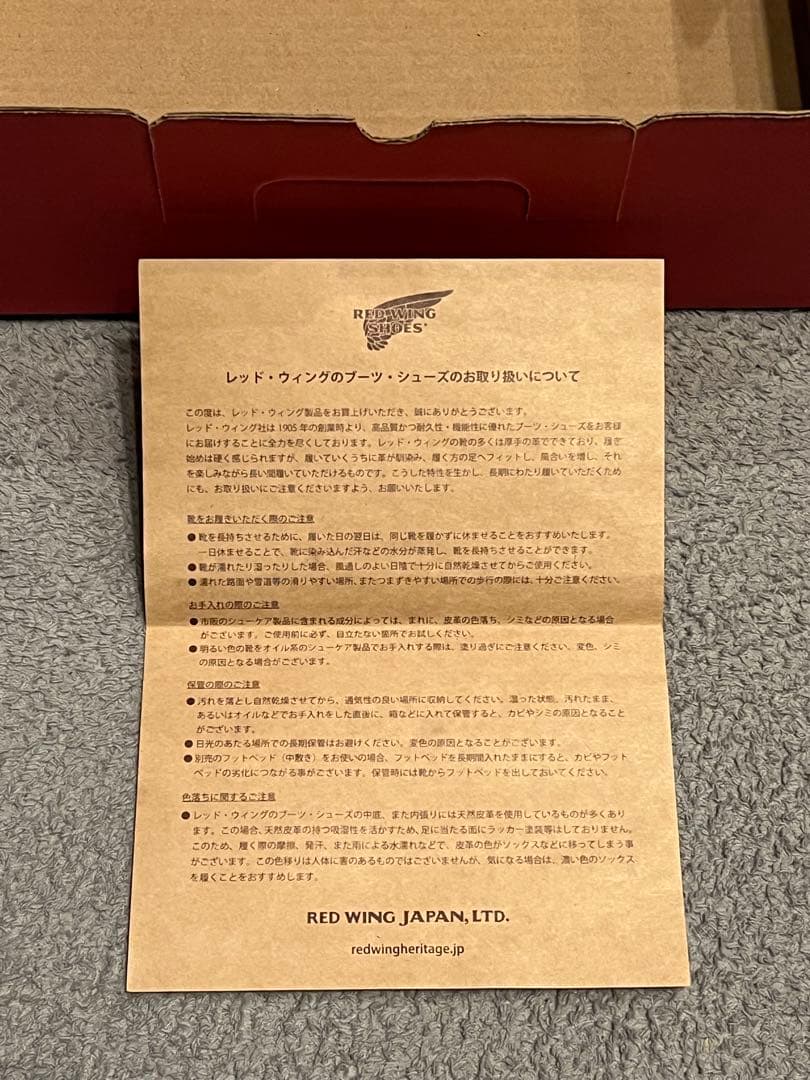 RED WING
SHOES®
レッド・ウィングのブーツ・シューズのお取り扱いについて
この度は、レッド・ウィング製品をお買上げいただき、誠にありがとうございます。
レッド・ウィング社は 1905 年の創業時より、高品質かつ耐久性・機能性に優れたブーツ・シューズをお客様
にお届けすることに全力を尽くしております。レッド・ウィングの靴の多くは厚手の革でできており、履き
始めは硬く感じられますが、履いていくうちに革が馴染み、履く方の足へフィットし、風合いを増し、それ
を楽しみながら長い間履いていただけるものです。こうした特性を生かし、長期にわたり履いていただくため
にも、お取り扱いにご注意くださいますよう、お願いいたします。
靴をお履きいただく際のご注意
●靴を長持ちさせるために、履いた日の翌日は、同じ靴を履かずに休ませることをおすすめいたします。
一日休ませることで、靴に染み込んだ汗などの水分が蒸発し、靴を長持ちさせることができます。
●靴が濡れたり湿ったりした場合、風通しのよい日陰で十分に自然乾燥させてからご使用ください。
●濡れた路面や雪道等の滑りやすい場所、またつまずきやすい場所での歩行の際には、十分ご注意ください。
お手入れの際のご注意
●市販のシューケア製品に含まれる成分によっては、まれに、皮革の色落ち、シミなどの原因となる場合
がございます。ご使用前に必ず、目立たない箇所でお試しください。
●明るい色の靴をオイル系のシューケア製品でお手入れする際は、塗り過ぎにご注意ください。変色、シミ
の原因となる場合がございます。
保管の際のご注意
●汚れを落とし自然乾燥させてから、通気性の良い場所に収納してください。湿った状態、汚れたまま、
あるいはオイルなどでお手入れをした直後に、箱などに入れて保管すると、カビやシミの原因となること
がございます。
●日光のあたる場所での長期保管はお避けください。変色の原因となることがございます。
●別売のフットベッド（中敷き）をお使いの場合、フットベッドを長期間入れたままにすると、カビやフット
ベッドの劣化につながる事がございます。保管時には靴からフットベッドを出しておいてください。
色落ちに関するご注意
●レッド・ウィングのブーツ・シューズの中底、また内張りには天然皮革を使用しているものが多くあり
ます。この場合、天然皮革の持つ吸湿性を活かすため、足に当たる面にラッカー塗装等はしておりません。
このため、履く際の摩擦、発汗、また雨による水濡れなどで、皮革の色がソックスなどに移ってしまう事
がございます。この色移りは人体に害のあるものではございませんが、気になる場合は、濃い色のソックス
を履くことをおすすめします。
RED WING JAPAN, LTD.
redwingheritage.jp